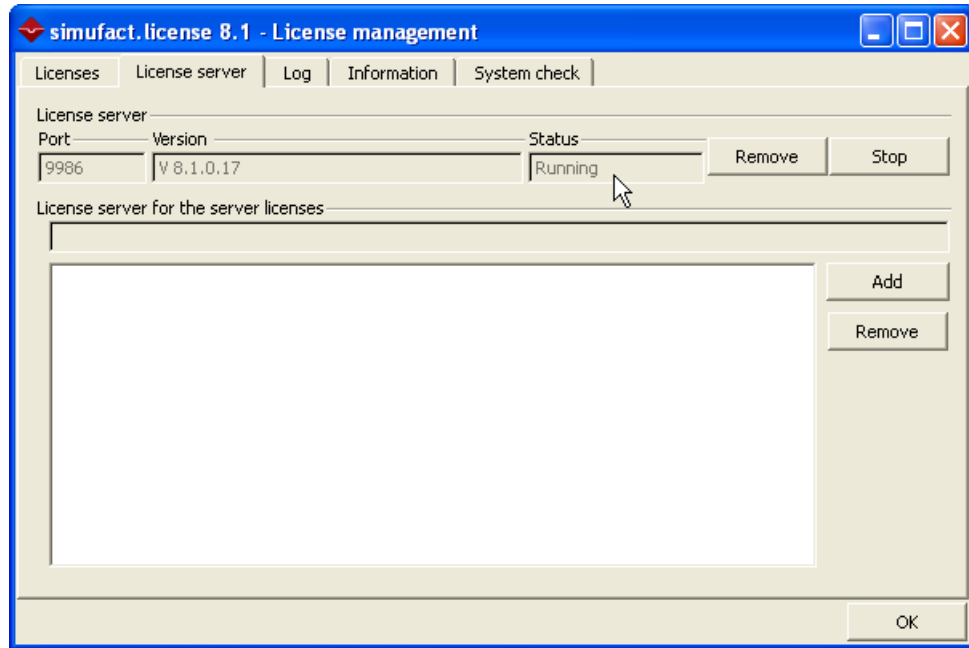 simufact.license 8.1 - License management
Licenses License server Log Information System check
License server
Port Version Status
9986 V 8.1.0.17 Running Remove Stop
License server for the server licenses
Add
Remove
OK